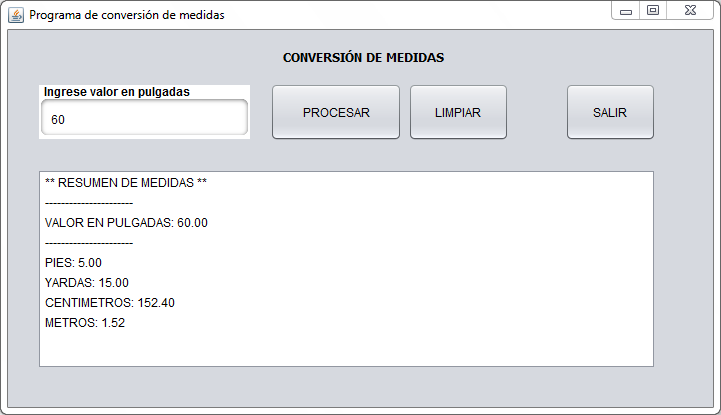 Programa de conversión de medidas
CONVERSIÓN DE MEDIDAS
Ingrese valor en pulgadas
60
PROCESAR
LIMPIAR
SALIR
** RESUMEN DE MEDIDAS **
----------------------
VALOR EN PULGADAS: 60.00
----------------------
PIES: 5.00
YARDAS: 15.00
CENTIMETROS: 152.40
METROS: 1.52